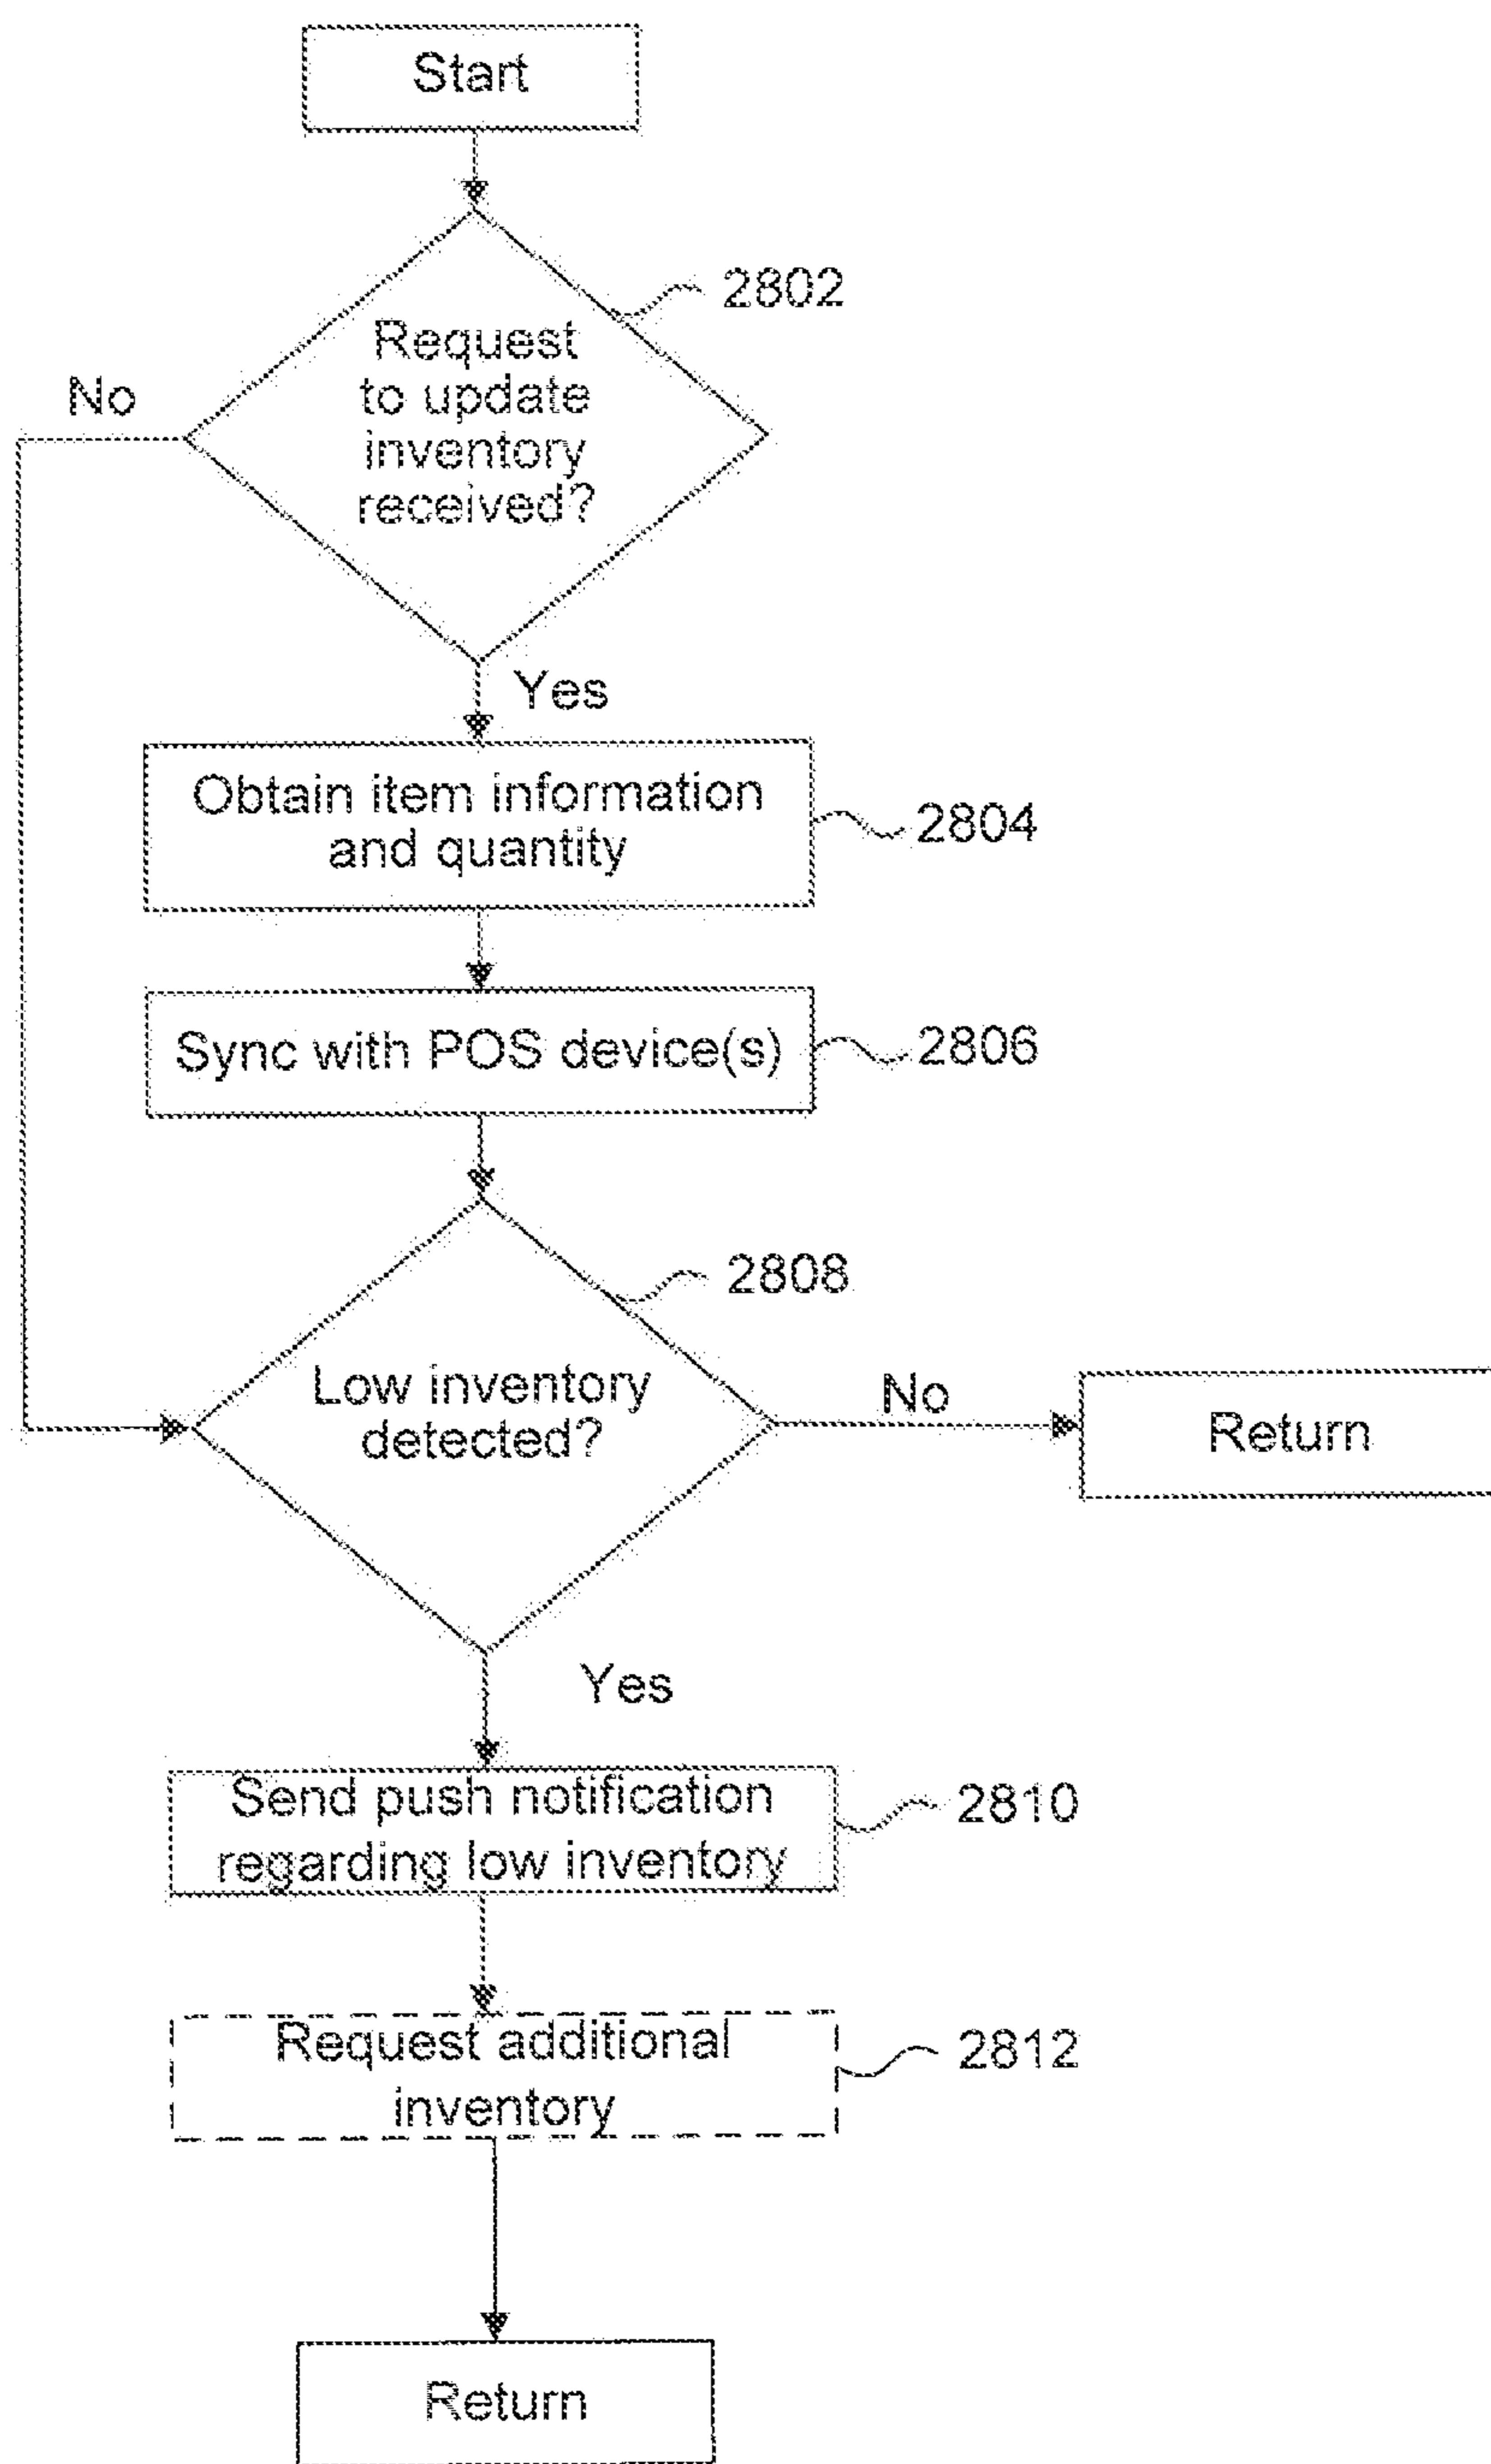 Start
2802
Request
to update
inventory
received?
No
Yes
Obtain item information
and quantity
2804
Sync with POS device(s)
2806
2808
Low inventory
detected?
No
Return
Yes
Send push notification
regarding low inventory
2810
Request additional
inventory
2812
Return